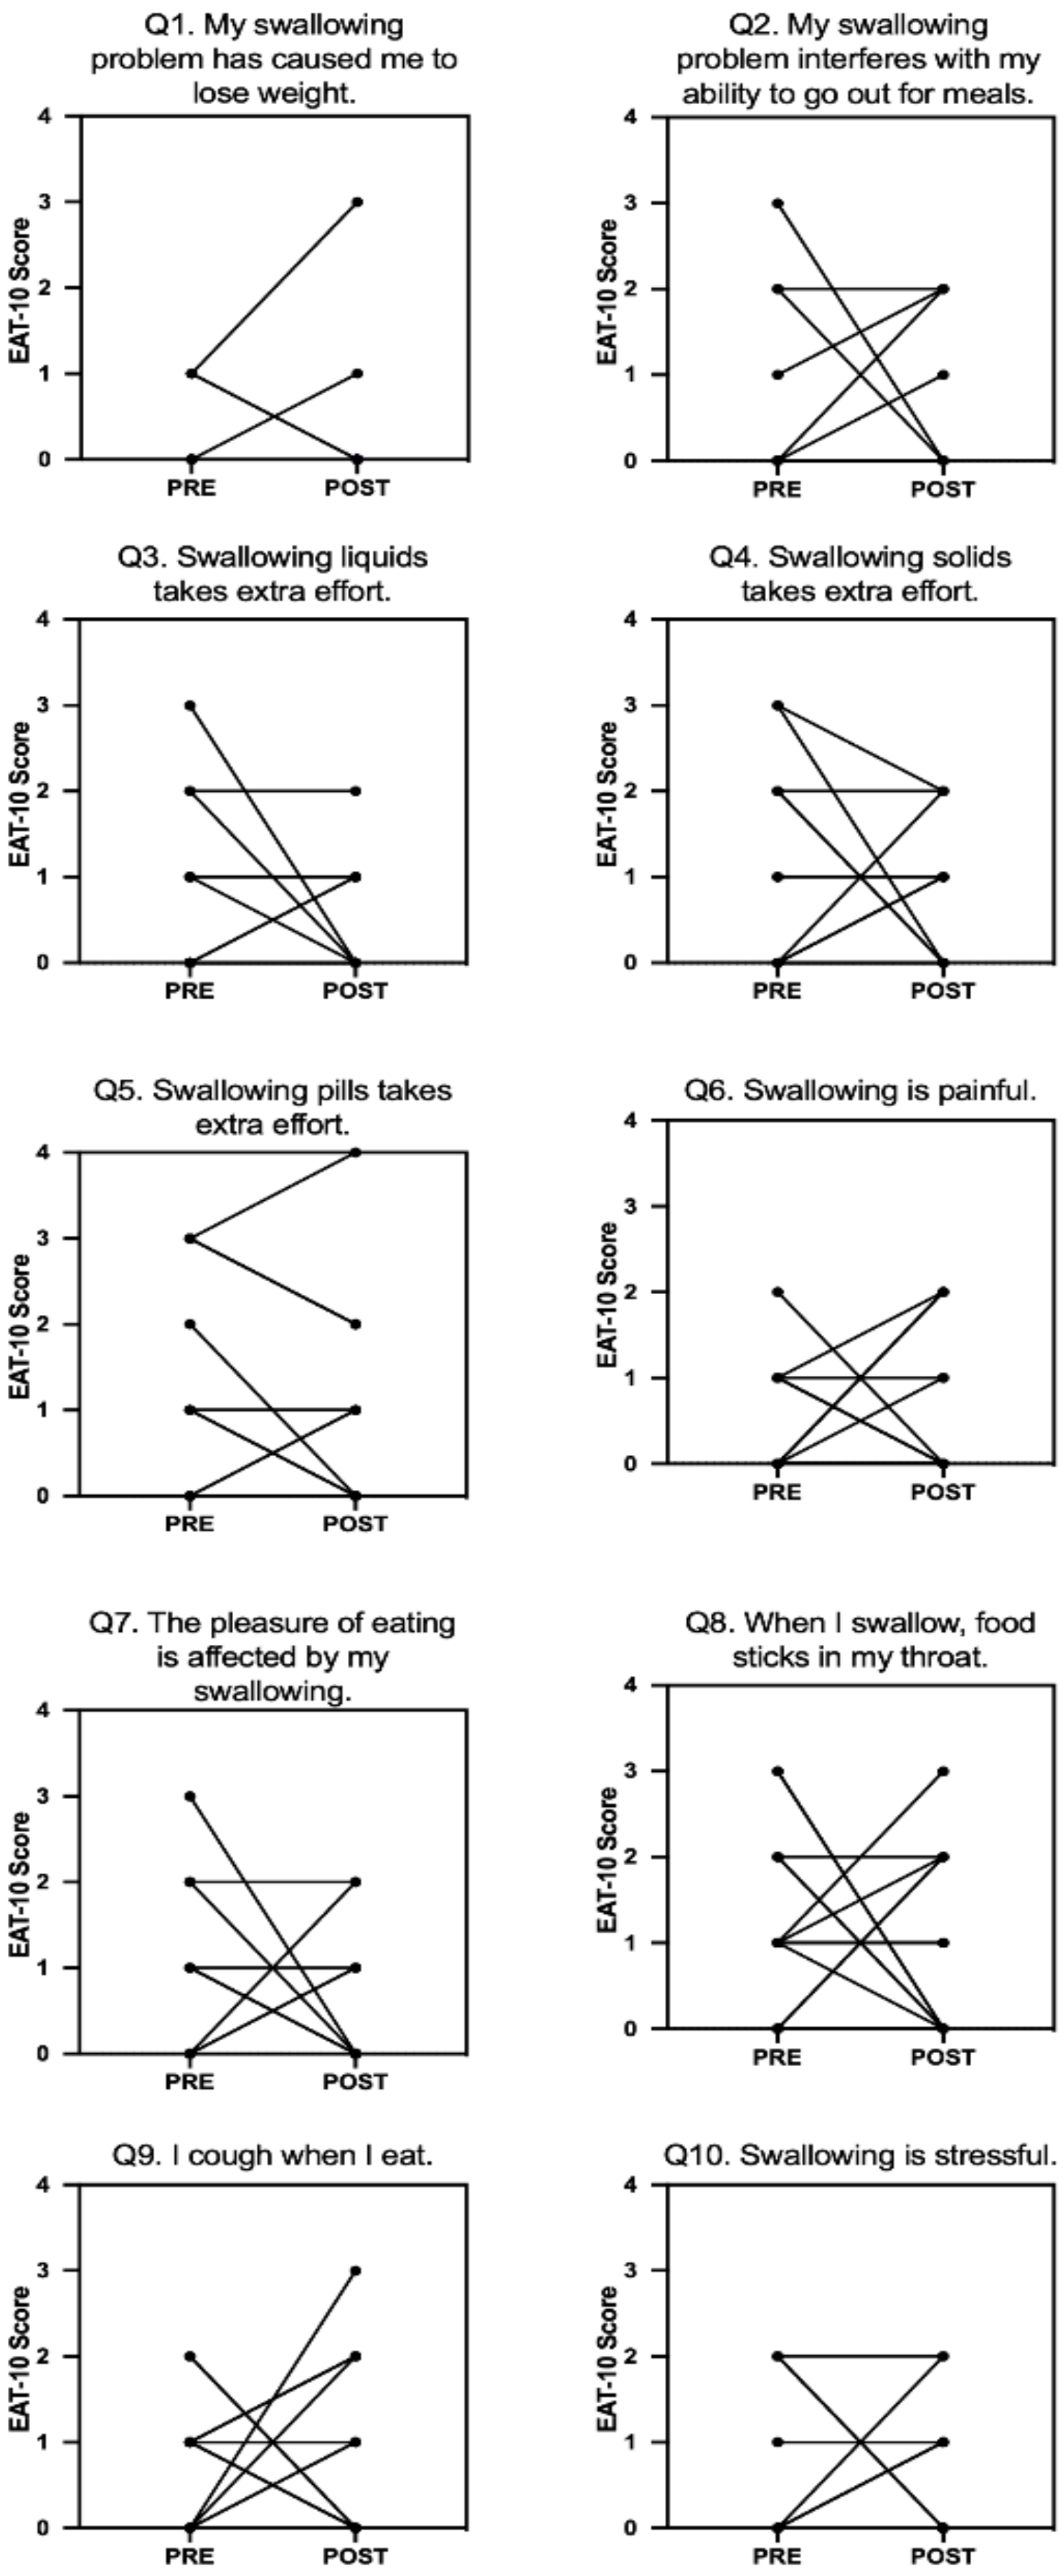 Q1. My swallowing
problem has caused me to
lose weight.
4
3
2
1
0
EAT-10 Score
PRE POST
Q2. My swallowing
problem interferes with my
ability to go out for meals.
4
3
2
1
0
EAT-10 Score
PRE POST
Q3. Swallowing liquids
takes extra effort.
4
3
2
1
0
EAT-10 Score
PRE POST
Q4. Swallowing solids
takes extra effort.
4
3
2
1
0
EAT-10 Score
PRE POST
Q5. Swallowing pills takes
extra effort.
4
3
2
1
0
EAT-10 Score
PRE POST
Q6. Swallowing is painful.
4
3
2
1
0
EAT-10 Score
PRE POST
Q7. The pleasure of eating
is affected by my
swallowing.
4
3
2
1
0
EAT-10 Score
PRE POST
Q8. When I swallow, food
sticks in my throat.
4
3
2
1
0
EAT-10 Score
PRE POST
Q9. I cough when I eat.
4
3
2
1
0
EAT-10 Score
PRE POST
Q10. Swallowing is stressful.
4
3
2
1
0
EAT-10 Score
PRE POST